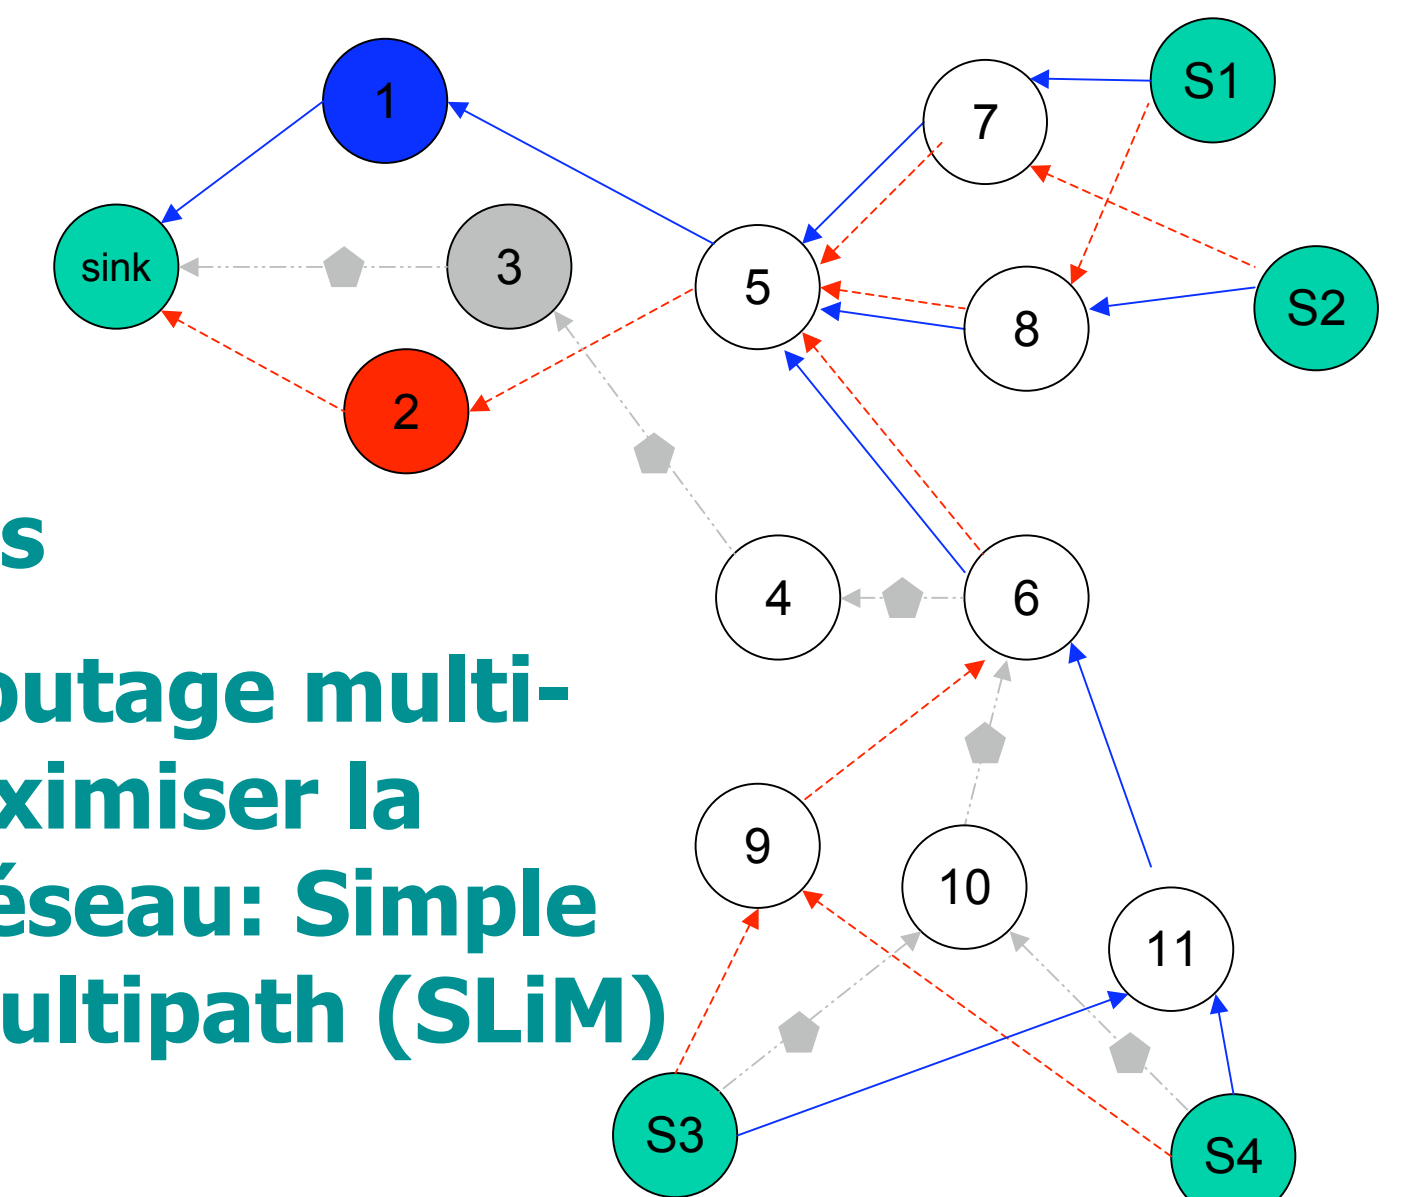 S1
1
7
sink
3
5
8
S2
2
s
4
6
outage multi-
ximiser la
9
10
éseau: Simple
11
ultipath (SLiM)
S3
S4